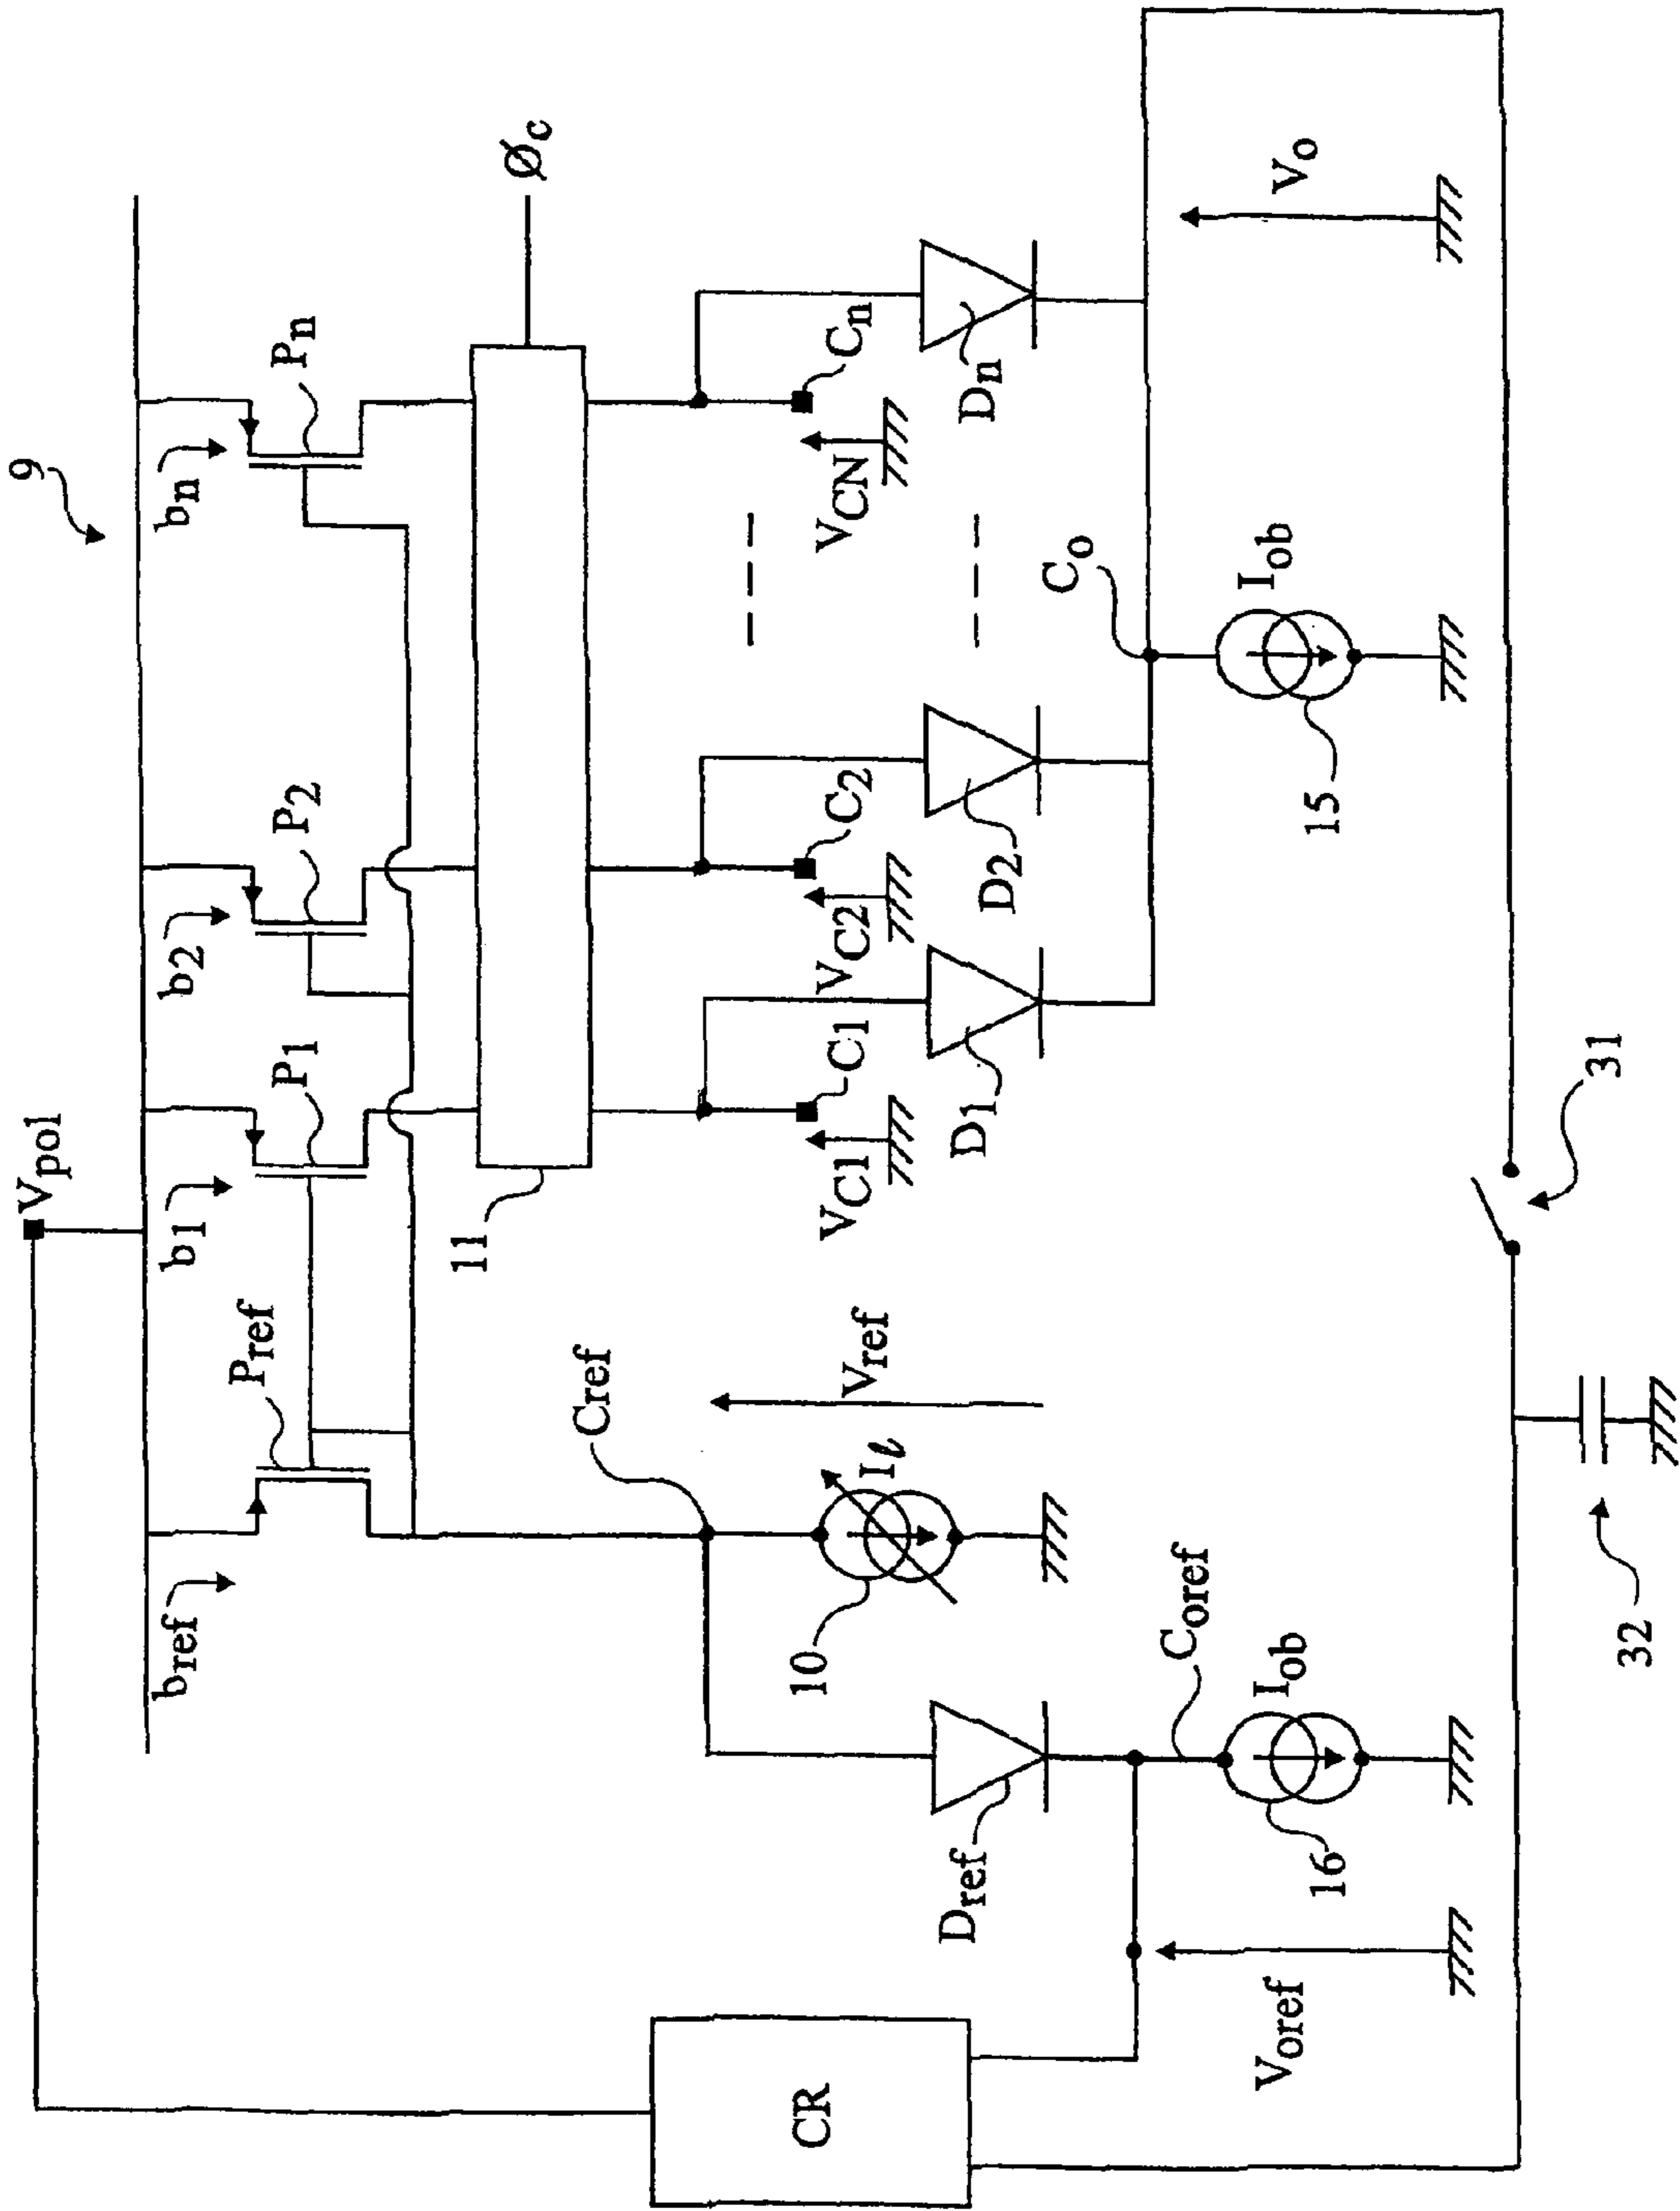 9
Vpol
bref
Pref
b1
P1
b2
P2
bn
Pn
11
Øc
Cref
Vref
10
Iℓ
VC1
C1
VC2
C2
VCN
Cn
Dref
D1
D2
Dn
Coref
Co
CR
Voref
16
Iob
15
Iob
Vo
31
32